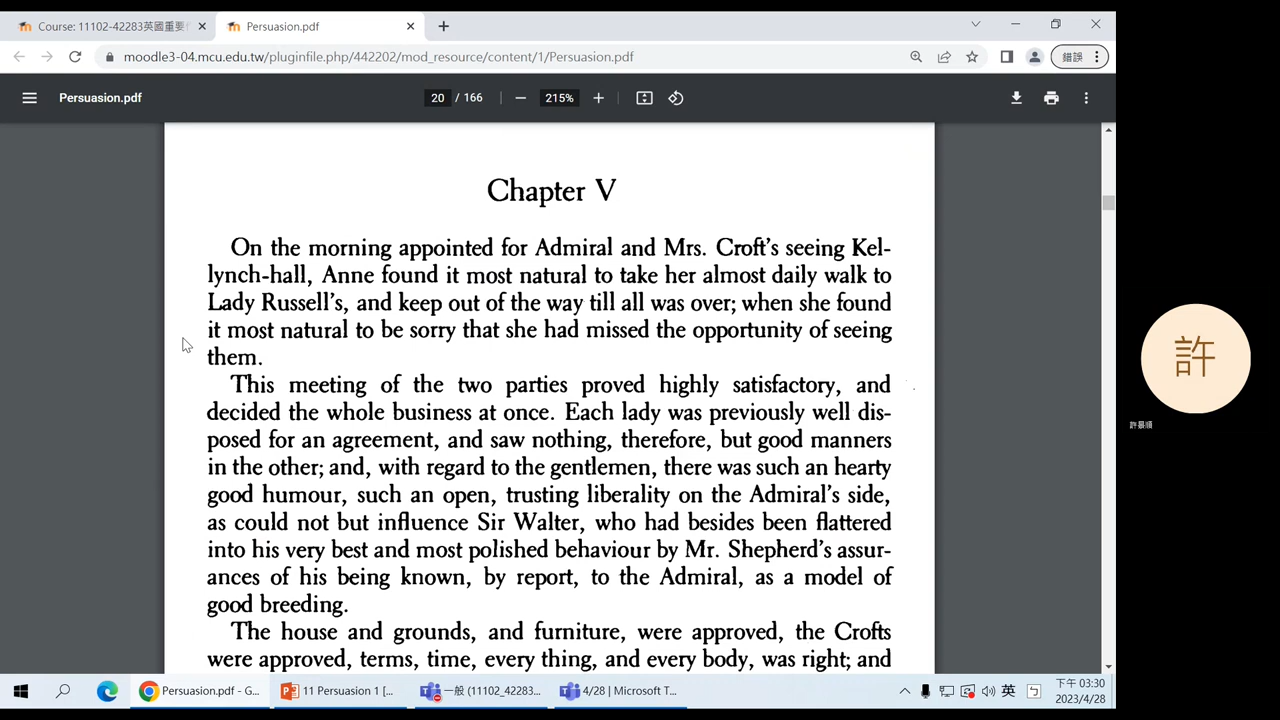 Course: 11102-42283英國重要
Persuasion.pdf
moodle3-04.mcu.edu.tw/pluginfile.php/442202/mod_resource/content/1/Persuasion.pdf
錯誤
Persuasion.pdf
20 / 166
215%
Chapter V
On the morning appointed for Admiral and Mrs. Croft's seeing Kel-
lynch-hall, Anne found it most natural to take her almost daily walk to
Lady Russell's, and keep out of the way till all was over; when she found
it most natural to be sorry that she had missed the opportunity of seeing
them.
This meeting of the two parties proved highly satisfactory, and
decided the whole business at once. Each lady was previously well dis-
posed for an agreement, and saw nothing, therefore, but good manners
in the other; and, with regard to the gentlemen, there was such an hearty
good humour, such an open, trusting liberality on the Admiral's side,
as could not but influence Sir Walter, who had besides been flattered
into his very best and most polished behaviour by Mr. Shepherd's assur-
ances of his being known, by report, to the Admiral, as a model of
good breeding.
The house and grounds, and furniture, were approved, the Crofts
were approved, terms, time, every thing, and every body, was right; and
許
許景順
Persuasion.pdf - G...
11 Persuasion 1 [...
一般 (11102_42283...
4/28 | Microsoft T...
英
下午 03:30
2023/4/28